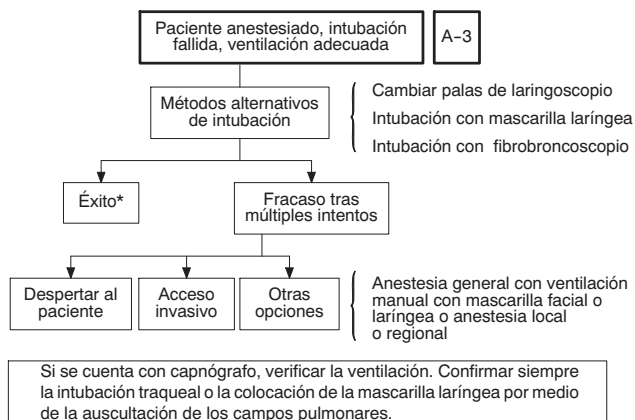 Paciente anestesiado, intubación
fallida, ventilación adecuada
A-3
Métodos alternativos
de intubación
Cambiar palas de laringoscopio
Intubación con mascarilla laríngea
Intubación con fibrobroncoscopio
Éxito*
Fracaso tras
múltiples intentos
Despertar al
paciente
Acceso
invasivo
Otras
opciones
Anestesia general con ventilación
manual con mascarilla facial o
laríngea o anestesia local
o regional
Si se cuenta con capnógrafo, verificar la ventilación. Confirmar siempre
la intubación traqueal o la colocación de la mascarilla laríngea por medio
de la auscultación de los campos pulmonares.